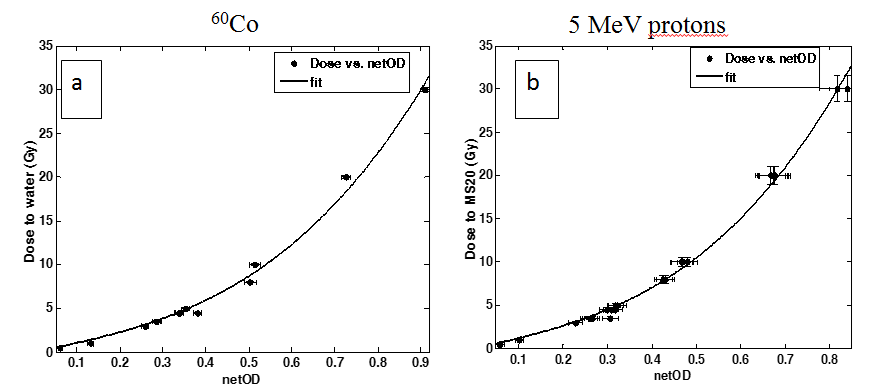 ⁶⁰Co
35
30
25
20
15
10
5
0
Dose to water (Gy)
a
Dose vs. netOD
fit
0.1 0.2 0.3 0.4 0.5 0.6 0.7 0.8 0.9
netOD
5 MeV protons
35
30
25
20
15
10
5
0
Dose to MS20 (Gy)
b
Dose vs. netOD
fit
0.1 0.2 0.3 0.4 0.5 0.6 0.7 0.8
netOD